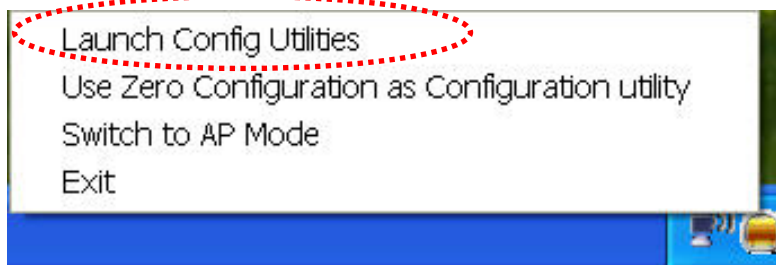 Launch Config Utilities
Use Zero Configuration as Configuration utility
Switch to AP Mode
Exit